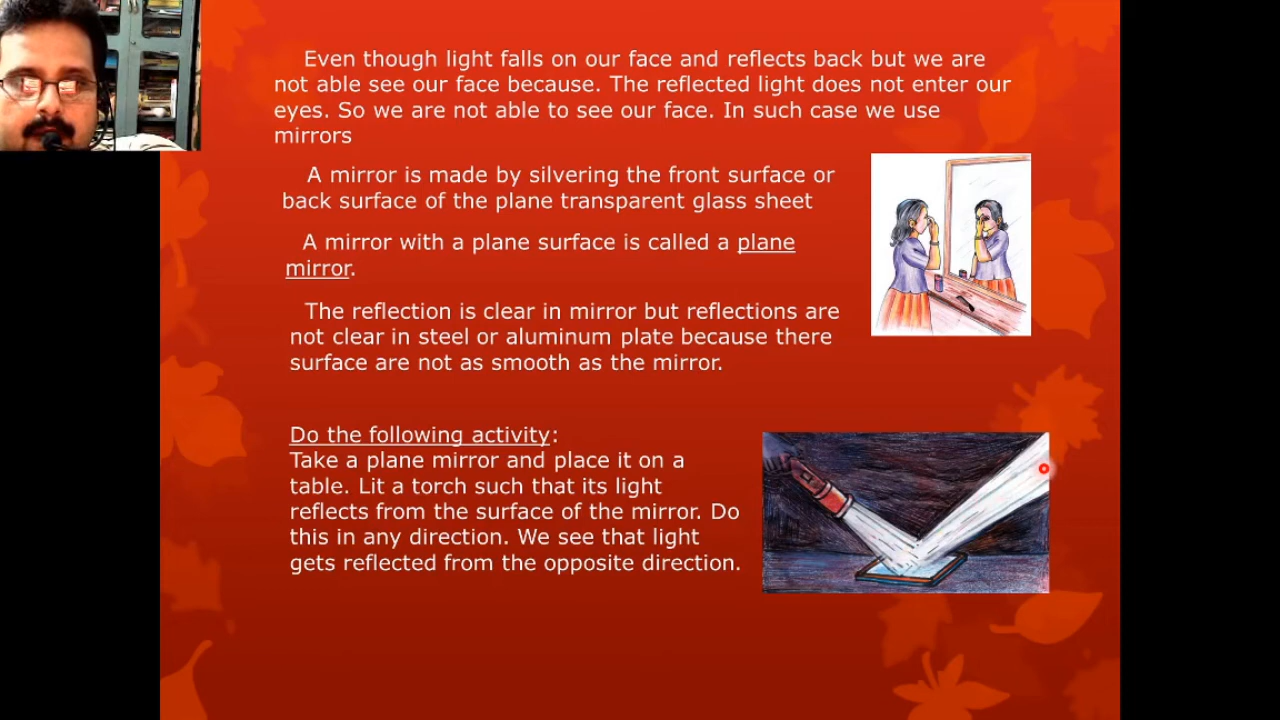 Even though light falls on our face and reflects back but we are
not able see our face because. The reflected light does not enter our
eyes. So we are not able to see our face. In such case we use
mirrors
A mirror is made by silvering the front surface or
back surface of the plane transparent glass sheet
A mirror with a plane surface is called a plane
mirror.
The reflection is clear in mirror but reflections are
not clear in steel or aluminum plate because there
surface are not as smooth as the mirror.
Do the following activity:
Take a plane mirror and place it on a
table. Lit a torch such that its light
reflects from the surface of the mirror. Do
this in any direction. We see that light
gets reflected from the opposite direction.